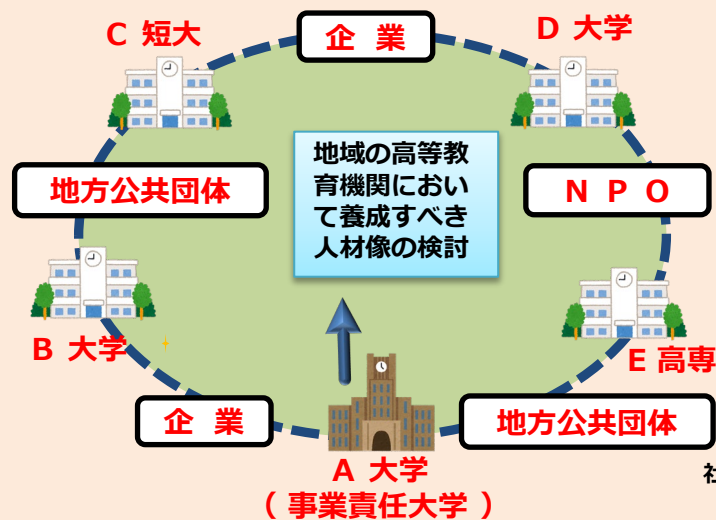 C 短大
企 業
D 大学
地域の高等教
育機関におい
て養成すべき
人材像の検討
地方公共団体
N P O
B 大学
E 高専
企 業
地方公共団体
A 大学
( 事業責任大学 )
社